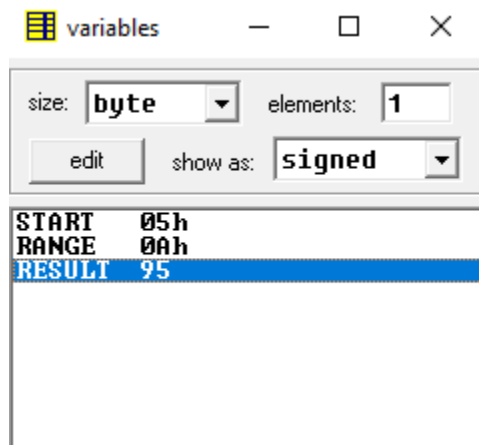 variables
size: byte elements: 1
edit show as: signed
START 05h
RANGE 0Ah
RESULT 95